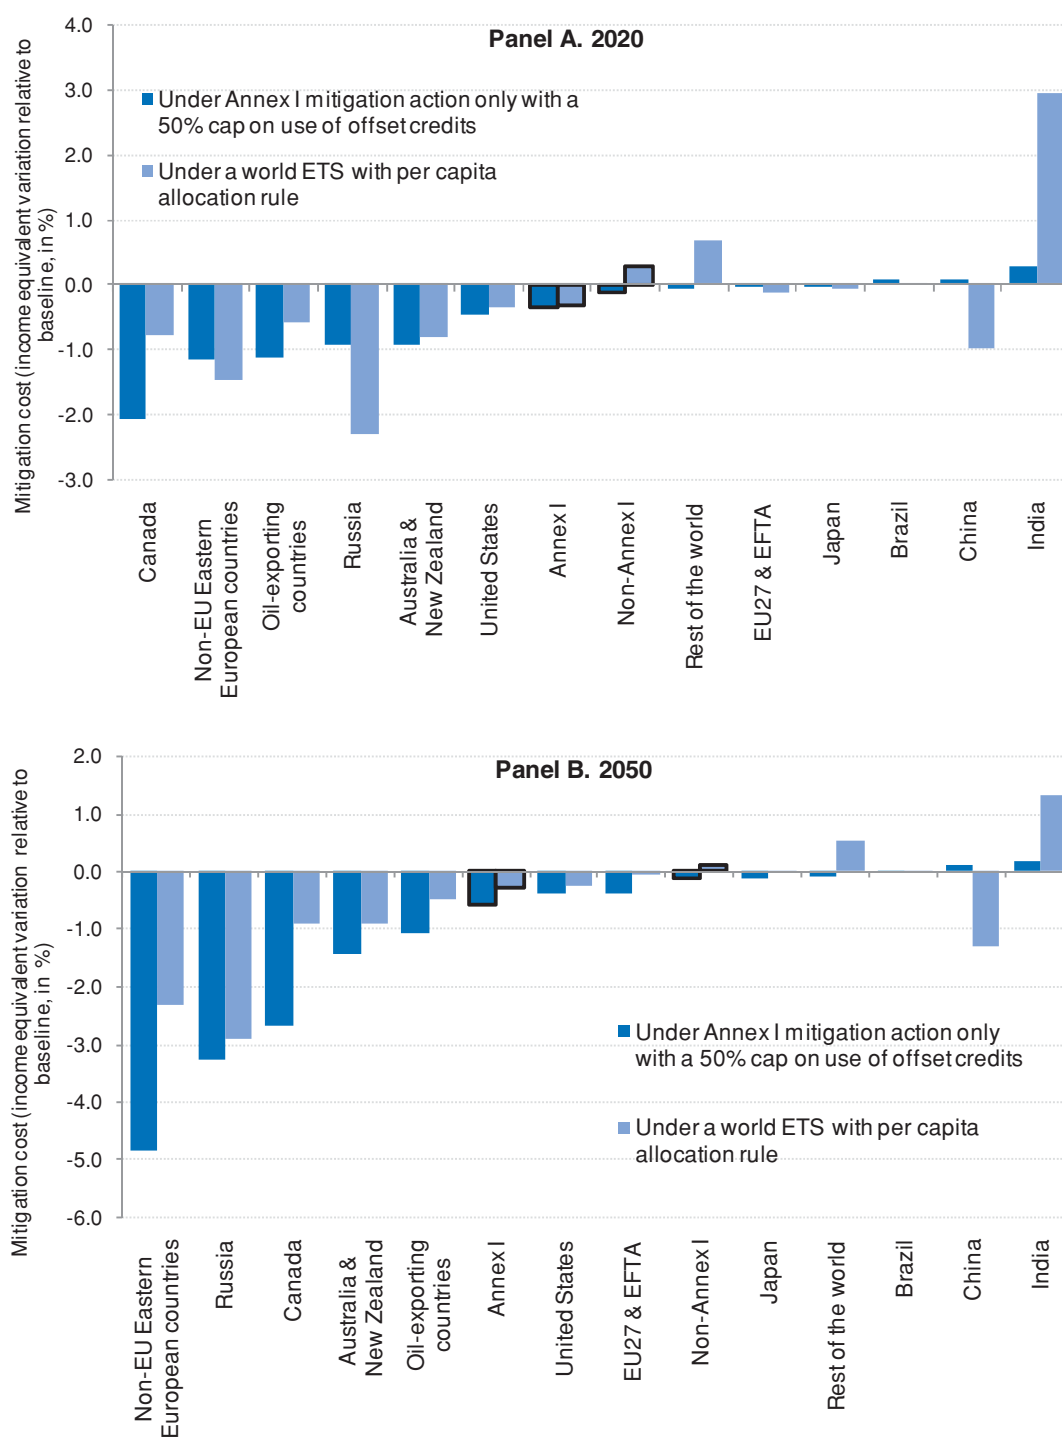 Panel A. 2020
Mitigation cost (income equivalent variation relative to
baseline, in %)
4.0
3.0
2.0
1.0
0.0
-1.0
-2.0
-3.0
Under Annex I mitigation action only with a
50% cap on use of offset credits
Under a world ETS with per capita
allocation rule
Canada
Non-EU Eastern
European countries
Oil-exporting
countries
Russia
Australia &
New Zealand
United States
Annex I
Non-Annex I
Rest of the world
EU27 & EFTA
Japan
Brazil
China
India
Panel B. 2050
Mitigation cost (income equivalent variation relative to
baseline, in %)
2.0
1.0
0.0
-1.0
-2.0
-3.0
-4.0
-5.0
-6.0
Under Annex I mitigation action only
with a 50% cap on use of offset credits
Under a world ETS with per capita
allocation rule
Non-EU Eastern
European countries
Russia
Canada
Australia &
New Zealand
Oil-exporting
countries
Annex I
United States
EU27 & EFTA
Non-Annex I
Japan
Rest of the world
Brazil
China
India